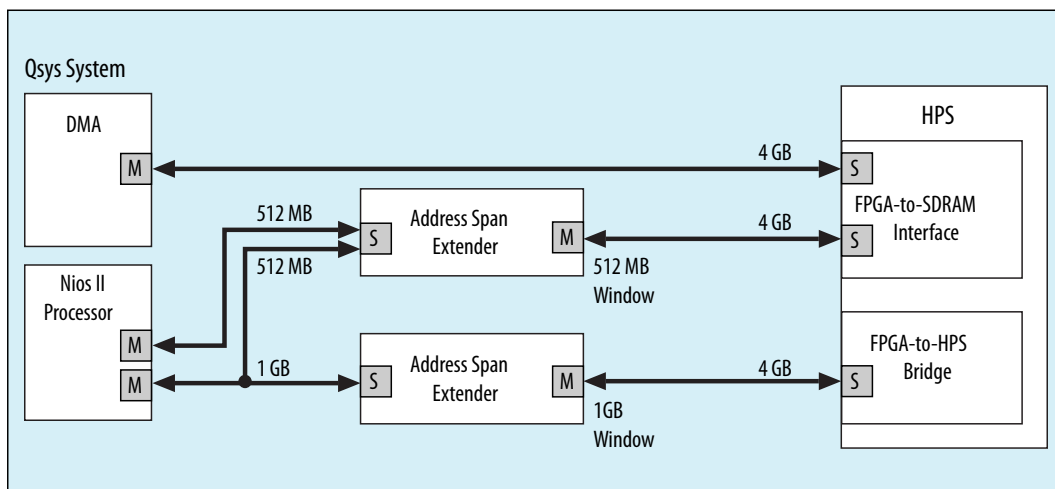 Qsys System
DMA
M
4 GB
S
HPS
FPGA-to-SDRAM
Interface
512 MB
S
512 MB
Address Span
Extender
M
512 MB
Window
4 GB
S
Nios II
Processor
M
M
1 GB
S
Address Span
Extender
M
1GB
Window
4 GB
S
FPGA-to-HPS
Bridge